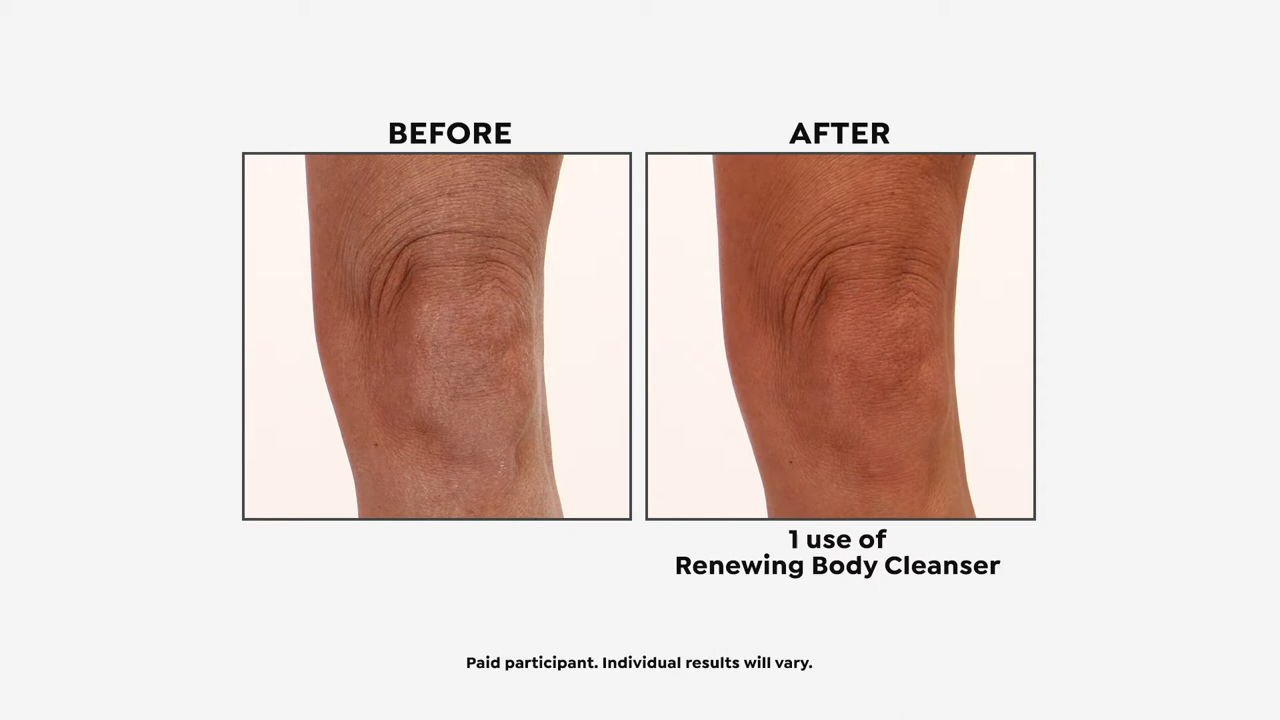 BEFORE
AFTER
1 use of
Renewing Body Cleanser
Paid participant. Individual results will vary.